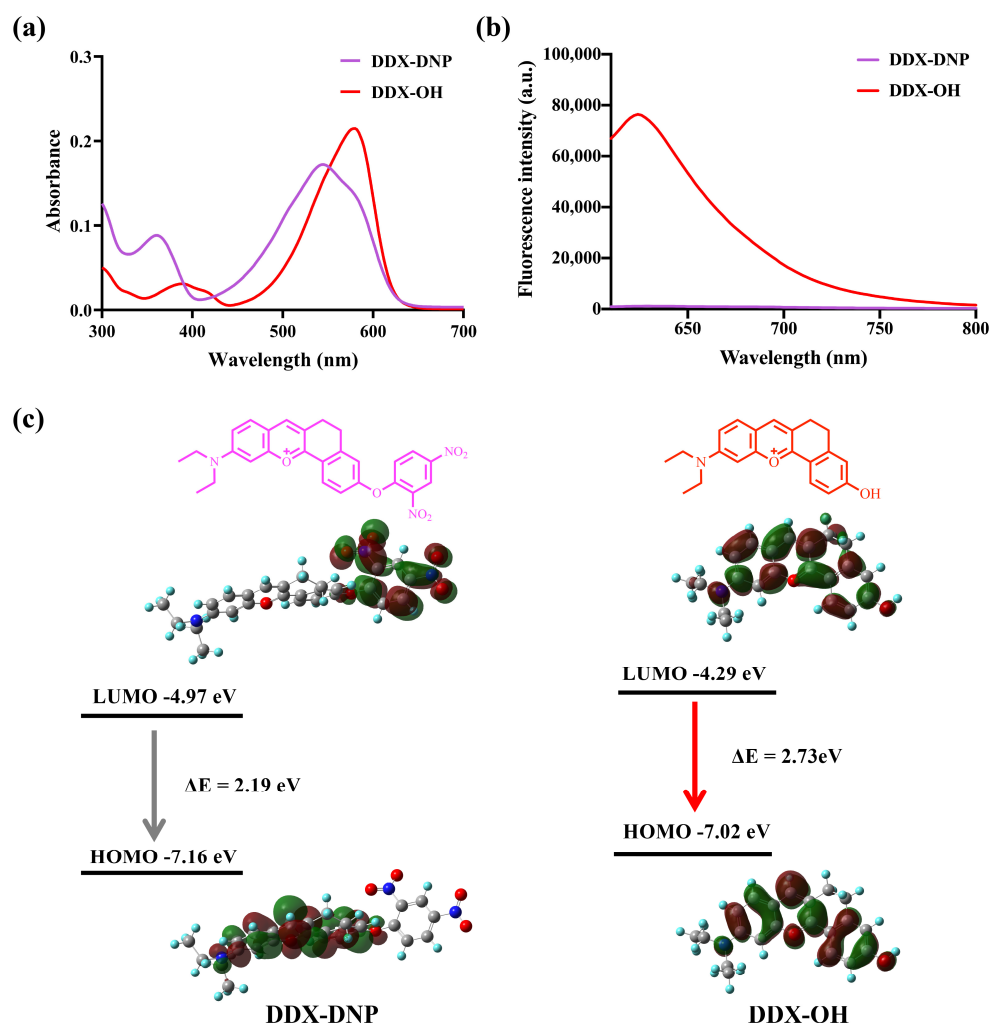 (a)
0.3
0.2
0.1
0.0
Absorbance
300
400
500
600
700
Wavelength (nm)
DDX-DNP
DDX-OH
(b)
100,000
80,000
60,000
40,000
20,000
0
Fluorescence intensity (a.u.)
650
700
750
800
Wavelength (nm)
DDX-DNP
DDX-OH
(c)
N
O
+
O
NO2
NO2
N
O
+
OH
LUMO -4.97 eV
ΔE = 2.19 eV
HOMO -7.16 eV
DDX-DNP
LUMO -4.29 eV
ΔE = 2.73eV
HOMO -7.02 eV
DDX-OH